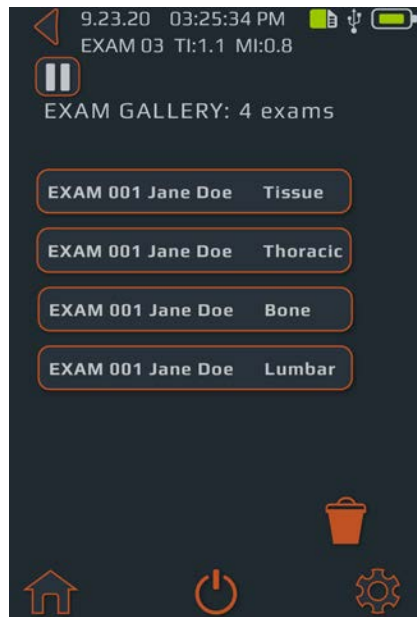 9.23.20 03:25:34 PM
EXAM 03 TI:1.1 MI:0.8
EXAM GALLERY: 4 exams
EXAM 001 Jane Doe Tissue
EXAM 001 Jane Doe Thoracic
EXAM 001 Jane Doe Bone
EXAM 001 Jane Doe Lumbar